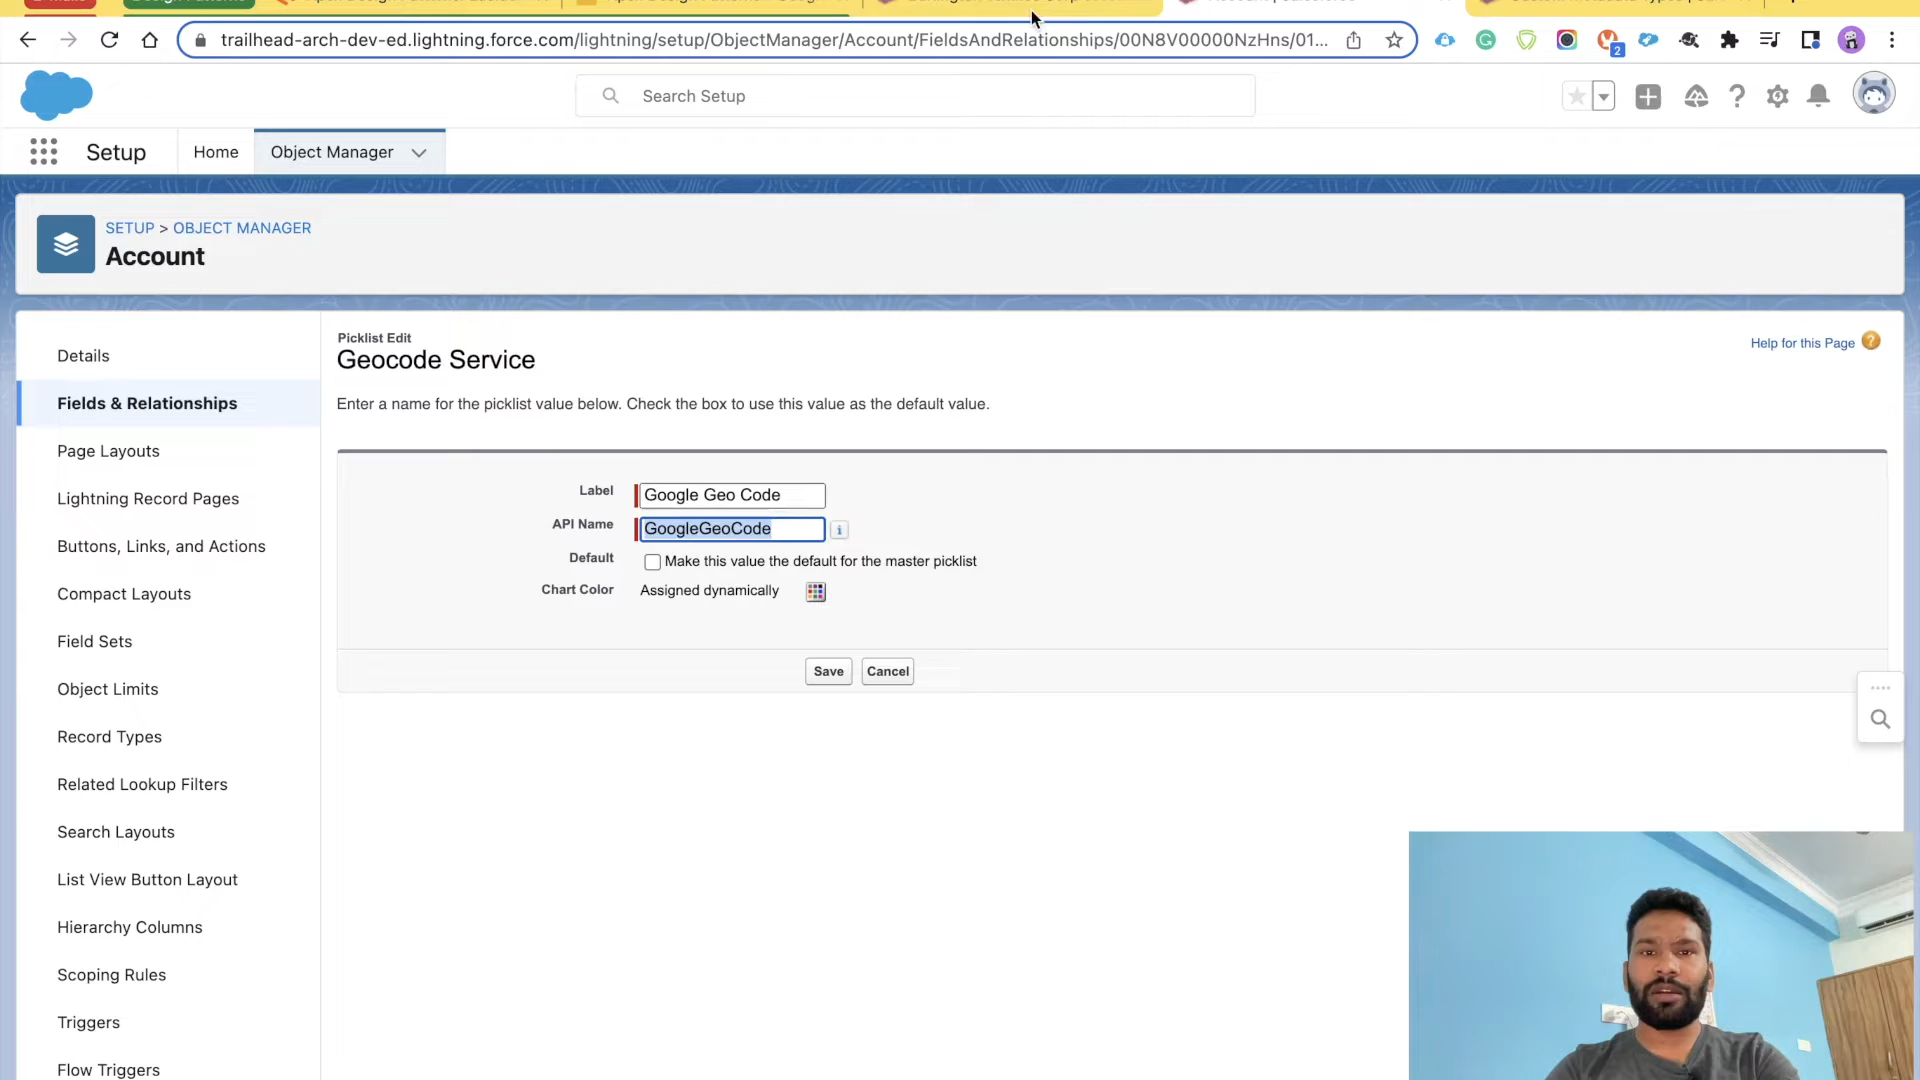 trailhead-arch-dev-ed.lightning.force.com/lightning/setup/ObjectManager/Account/FieldsAndRelationships/00N8V00000NzHns/01...
2
Search Setup
Setup
Home
Object Manager
SETUP > OBJECT MANAGER
Account
Details
Fields & Relationships
Page Layouts
Lightning Record Pages
Buttons, Links, and Actions
Compact Layouts
Field Sets
Object Limits
Record Types
Related Lookup Filters
Search Layouts
List View Button Layout
Hierarchy Columns
Scoping Rules
Triggers
Flow Triggers
Picklist Edit
Geocode Service
Help for this Page ?
Enter a name for the picklist value below. Check the box to use this value as the default value.
Label Google Geo Code
API Name GoogleGeoCode i
Default Make this value the default for the master picklist
Chart Color Assigned dynamically
Save Cancel